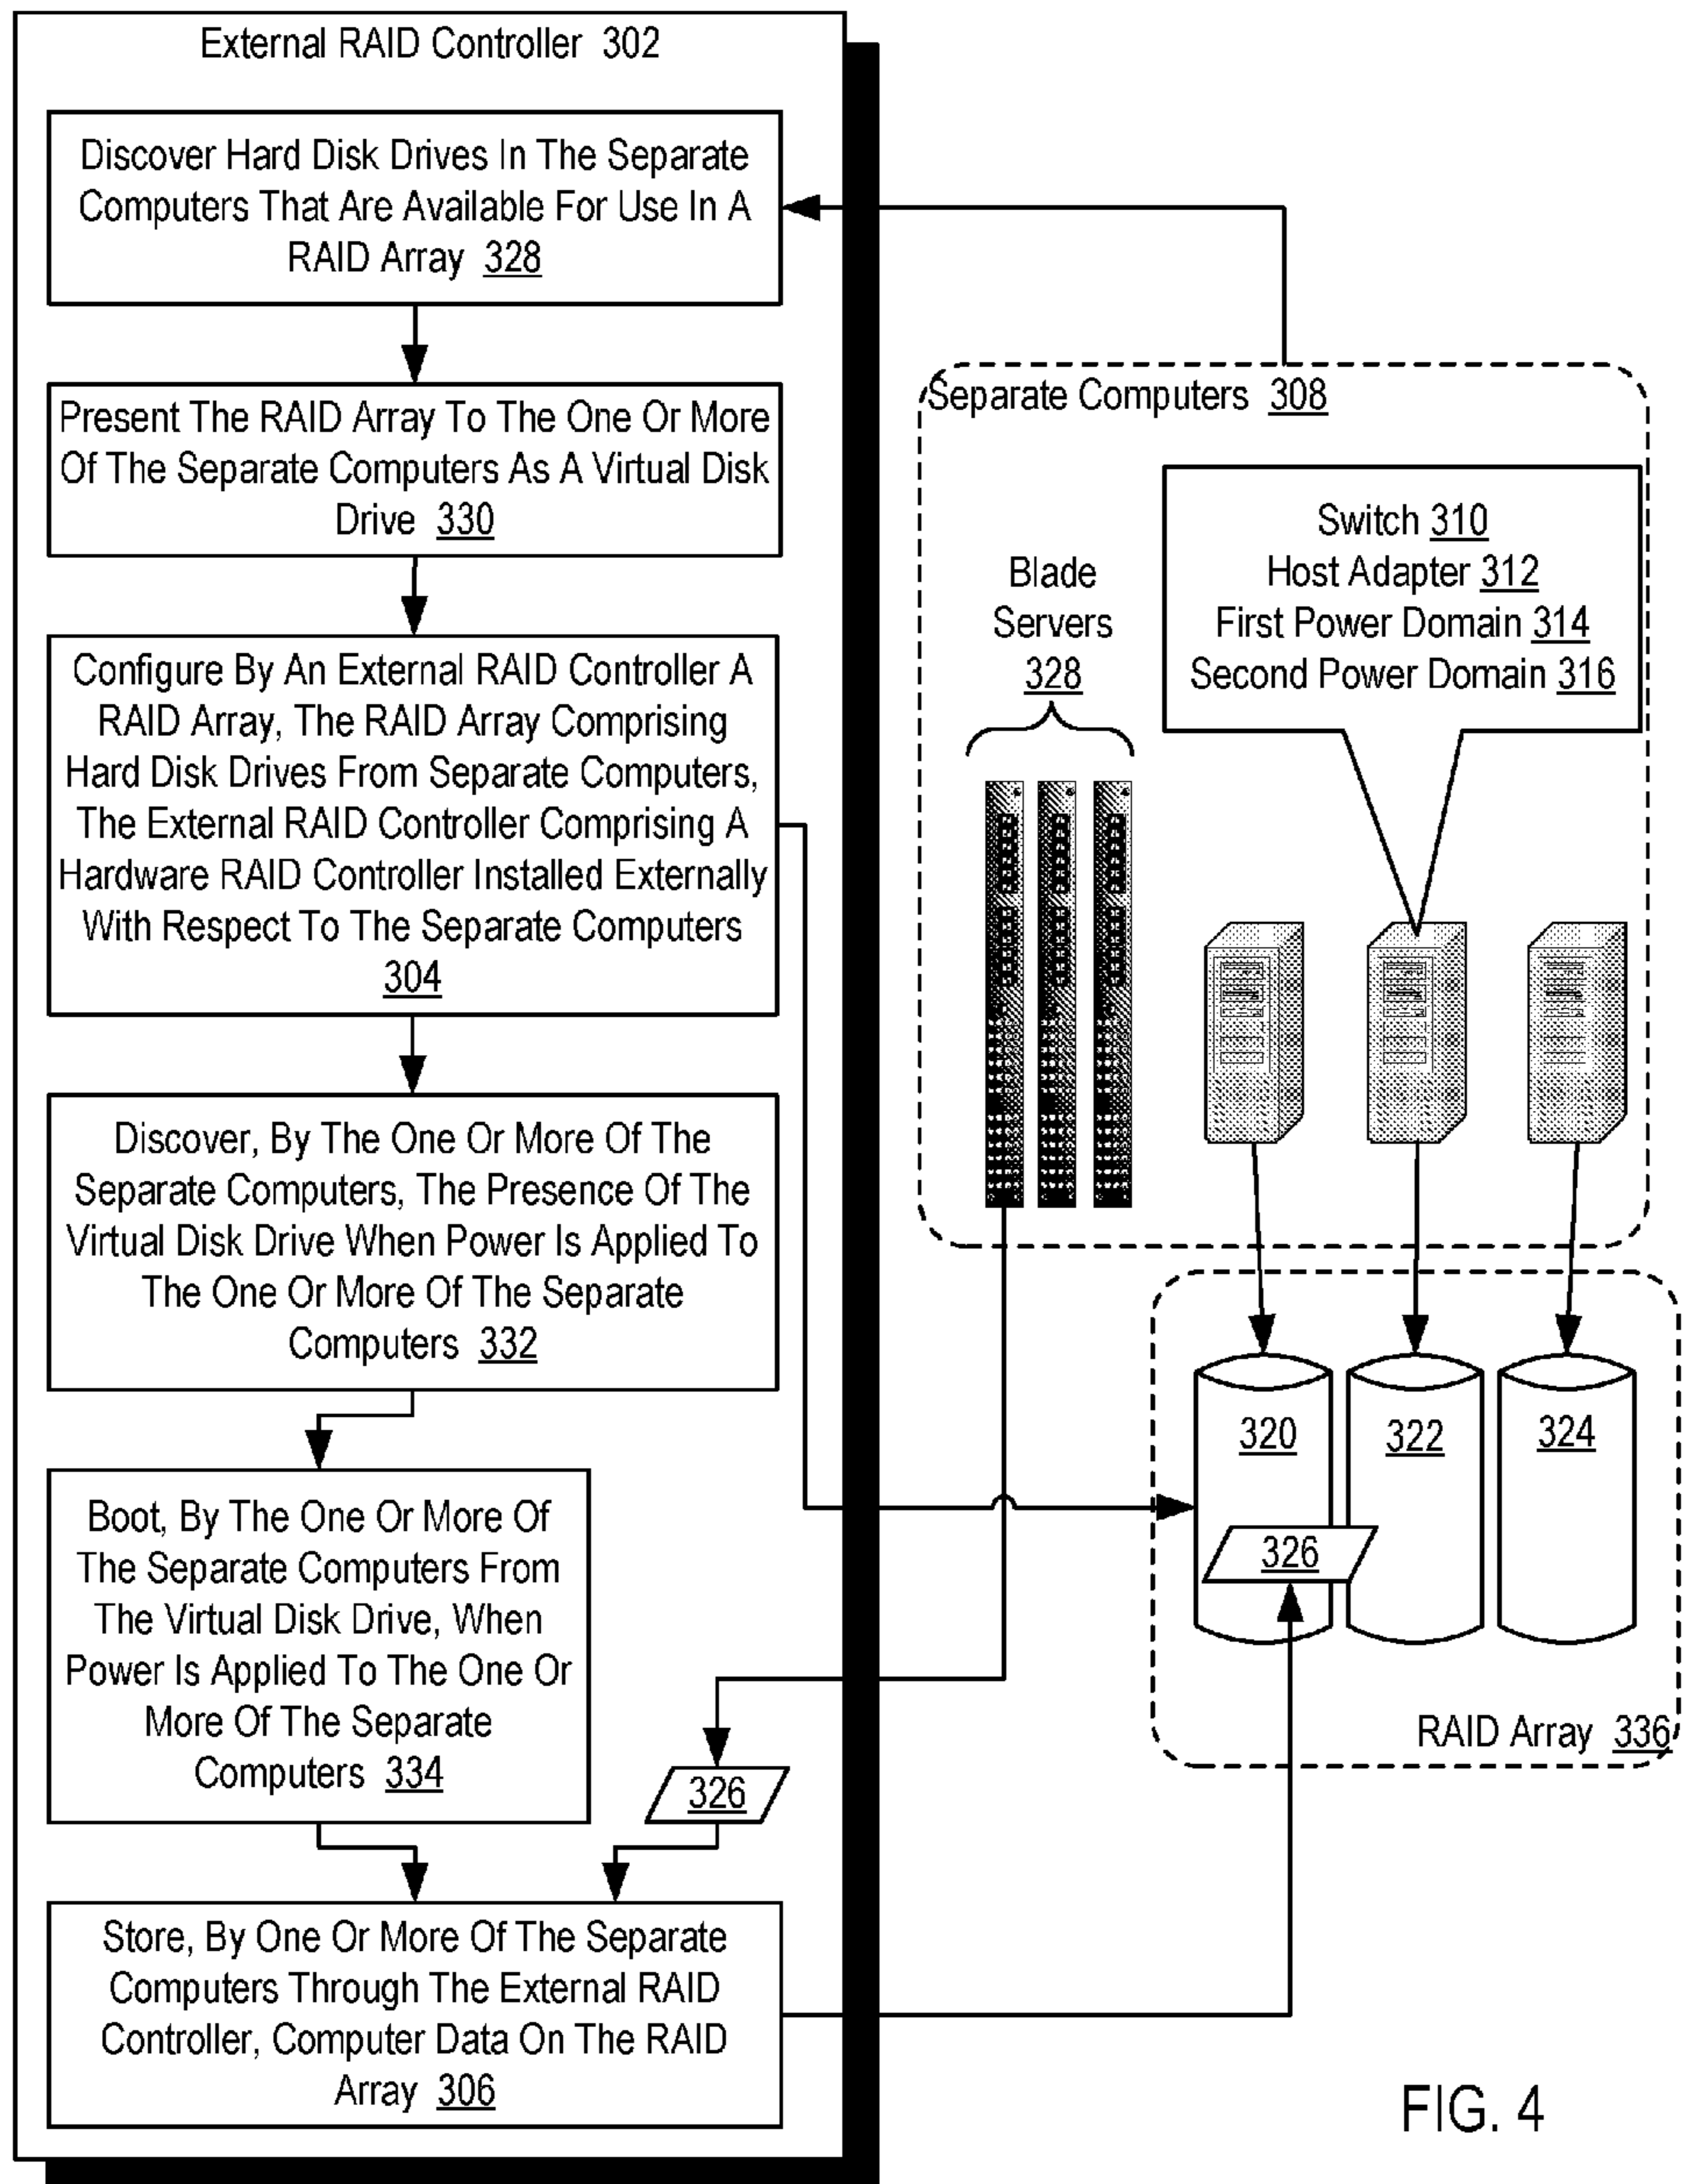 External RAID Controller 302
Discover Hard Disk Drives In The Separate
Computers That Are Available For Use In A
RAID Array 328
Present The RAID Array To The One Or More
Of The Separate Computers As A Virtual Disk
Drive 330
Configure By An External RAID Controller A
RAID Array, The RAID Array Comprising
Hard Disk Drives From Separate Computers,
The External RAID Controller Comprising A
Hardware RAID Controller Installed Externally
With Respect To The Separate Computers
304
Discover, By The One Or More Of The
Separate Computers, The Presence Of The
Virtual Disk Drive When Power Is Applied To
The One Or More Of The Separate
Computers 332
Boot, By The One Or More Of
The Separate Computers From
The Virtual Disk Drive, When
Power Is Applied To The One Or
More Of The Separate
Computers 334
326
Store, By One Or More Of The Separate
Computers Through The External RAID
Controller, Computer Data On The RAID
Array 306
Separate Computers 308
Switch 310
Host Adapter 312
First Power Domain 314
Second Power Domain 316
Blade
Servers
328
320
322
324
326
RAID Array 336
FIG. 4